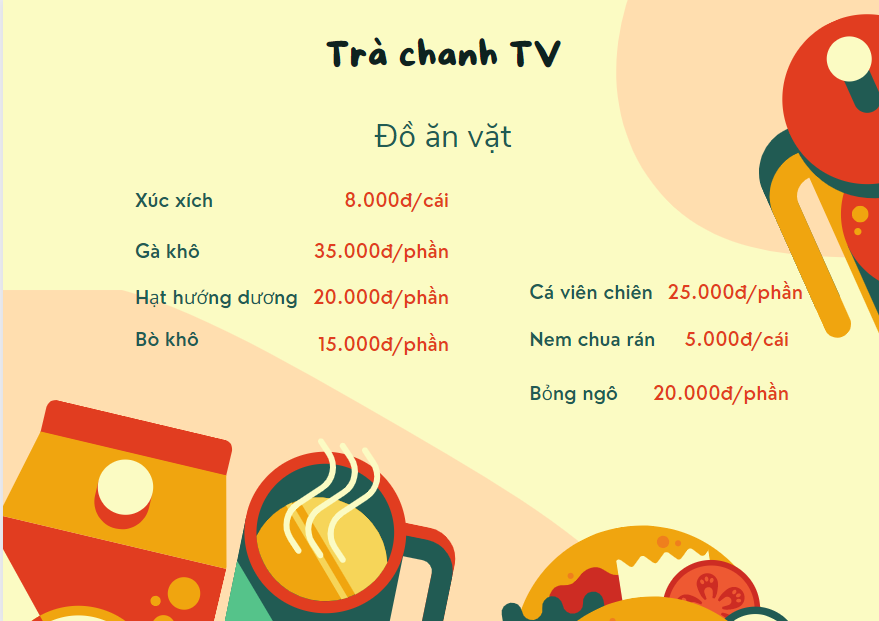 Trà chanh TV
Đồ ăn vặt
Xúc xích 8.000đ/cái
Gà khô 35.000đ/phần
Hạt hướng dương 20.000đ/phần
Bò khô 15.000đ/phần
Cá viên chiên 25.000đ/phần
Nem chua rán 5.000đ/cái
Bỏng ngô 20.000đ/phần